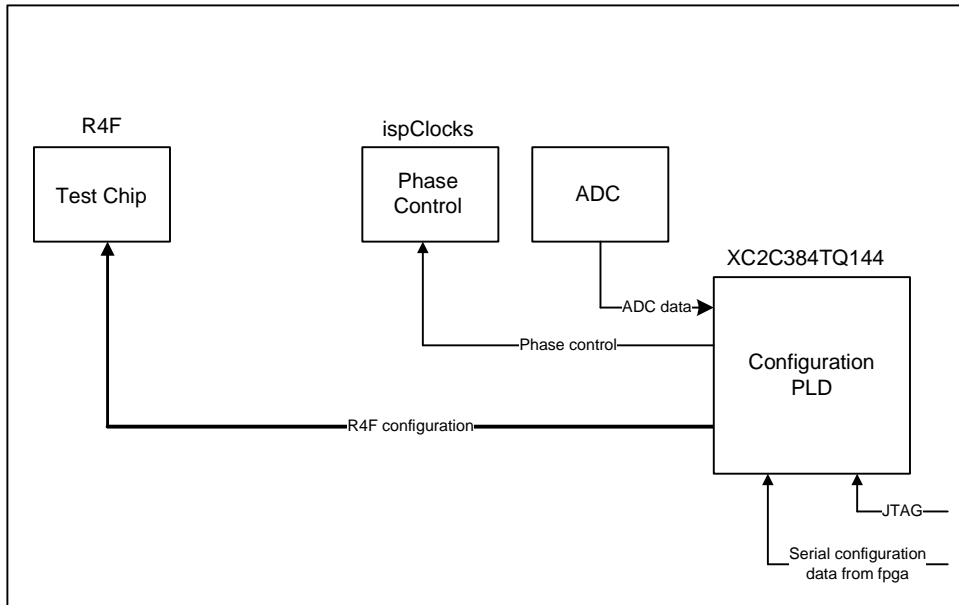 R4F
ispClocks
Test Chip
Phase
Control
ADC
XC2C384TQ144
ADC data
Phase control
Configuration
PLD
R4F configuration
JTAG
Serial configuration
data from fpga